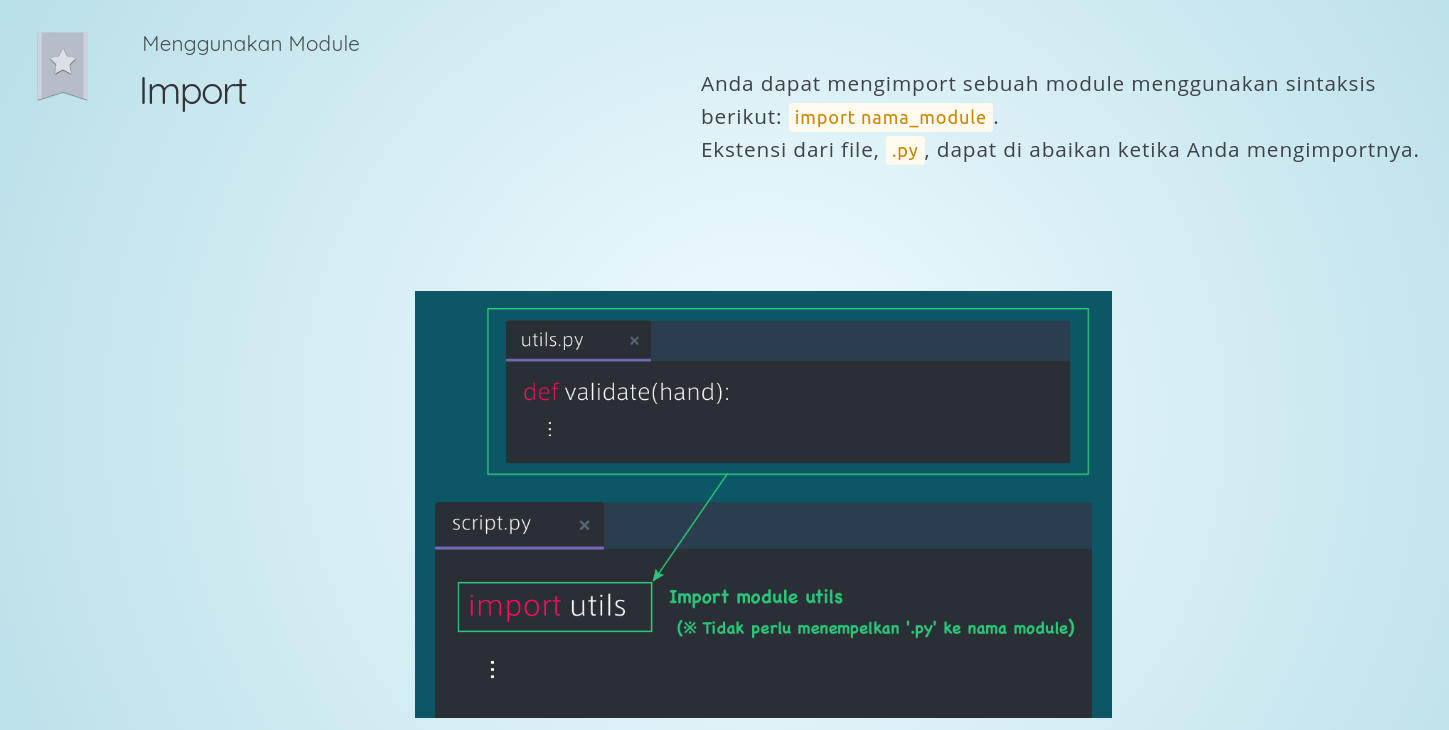 Menggunakan Module
Import
Anda dapat mengimport sebuah module menggunakan sintaksis
berikut: import nama_module .
Ekstensi dari file, .py , dapat di abaikan ketika Anda mengimportnya.
utils.py ×
def validate(hand):
⋮
script.py ×
import utils
Import module utils
(※ Tidak perlu menempelkan '.py' ke nama module)
⋮